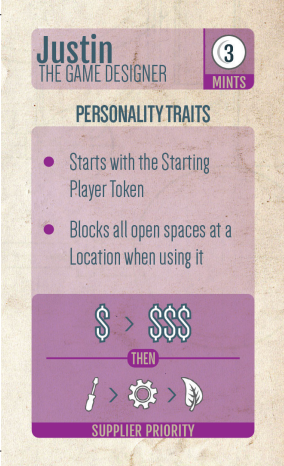 Justin
THE GAME DESIGNER
3
MINTS
PERSONALITY TRAITS
• Starts with the Starting
Player Token
• Blocks all open spaces at a
Location when using it
$ > $$$
THEN
> >
SUPPLIER PRIORITY